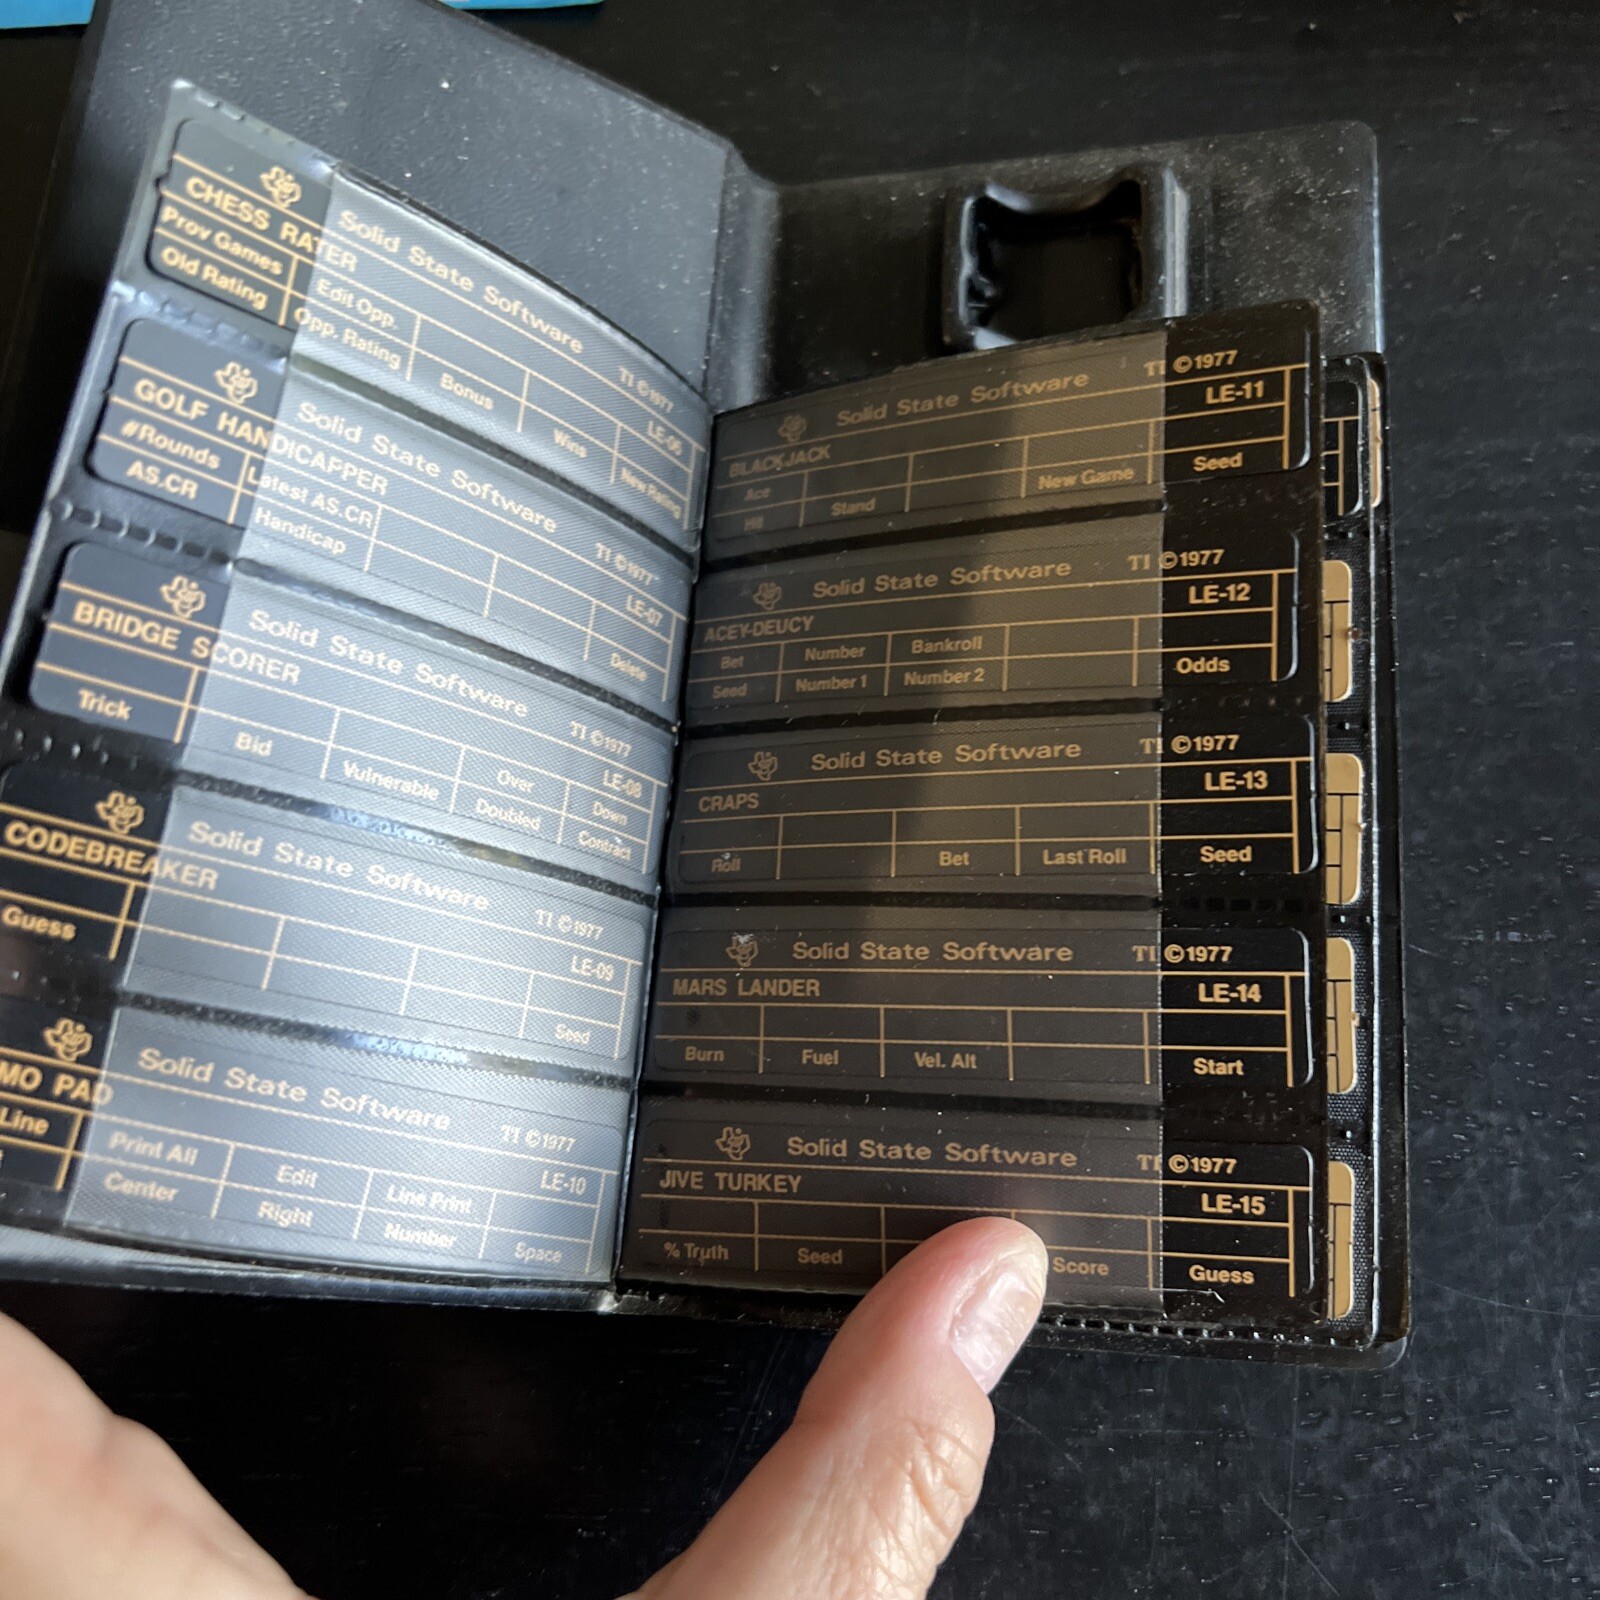 Solid State Software TI ©1977
CHESS RATER LE-06
Prov Games Edit Opp.
Old Rating Opp. Rating Bonus Wins New Rating
Solid State Software TI ©1977
GOLF HANDICAPPER LE-07
#Rounds Latest AS.CR
AS.CR Handicap Delete
Solid State Software TI ©1977
BRIDGE SCORER LE-08
Over Down
Trick Bid Vulnerable Doubled Contract
Solid State Software TI ©1977
CODEBREAKER LE-09
Guess Seed
Solid State Software TI ©1977
MO PAD LE-10
Line Print All Edit Line Print
Center Right Number Space
Solid State Software TI ©1977
BLACKJACK LE-11
Ace New Game
Hit Stand Seed
Solid State Software TI ©1977
ACEY-DEUCY LE-12
Bet Number Bankroll
Seed Number 1 Number 2 Odds
Solid State Software TI ©1977
CRAPS LE-13
Roll Bet Last Roll Seed
Solid State Software TI ©1977
MARS LANDER LE-14
Burn Fuel Vel. Alt Start
Solid State Software TI ©1977
JIVE TURKEY LE-15
% Truth Seed Score Guess